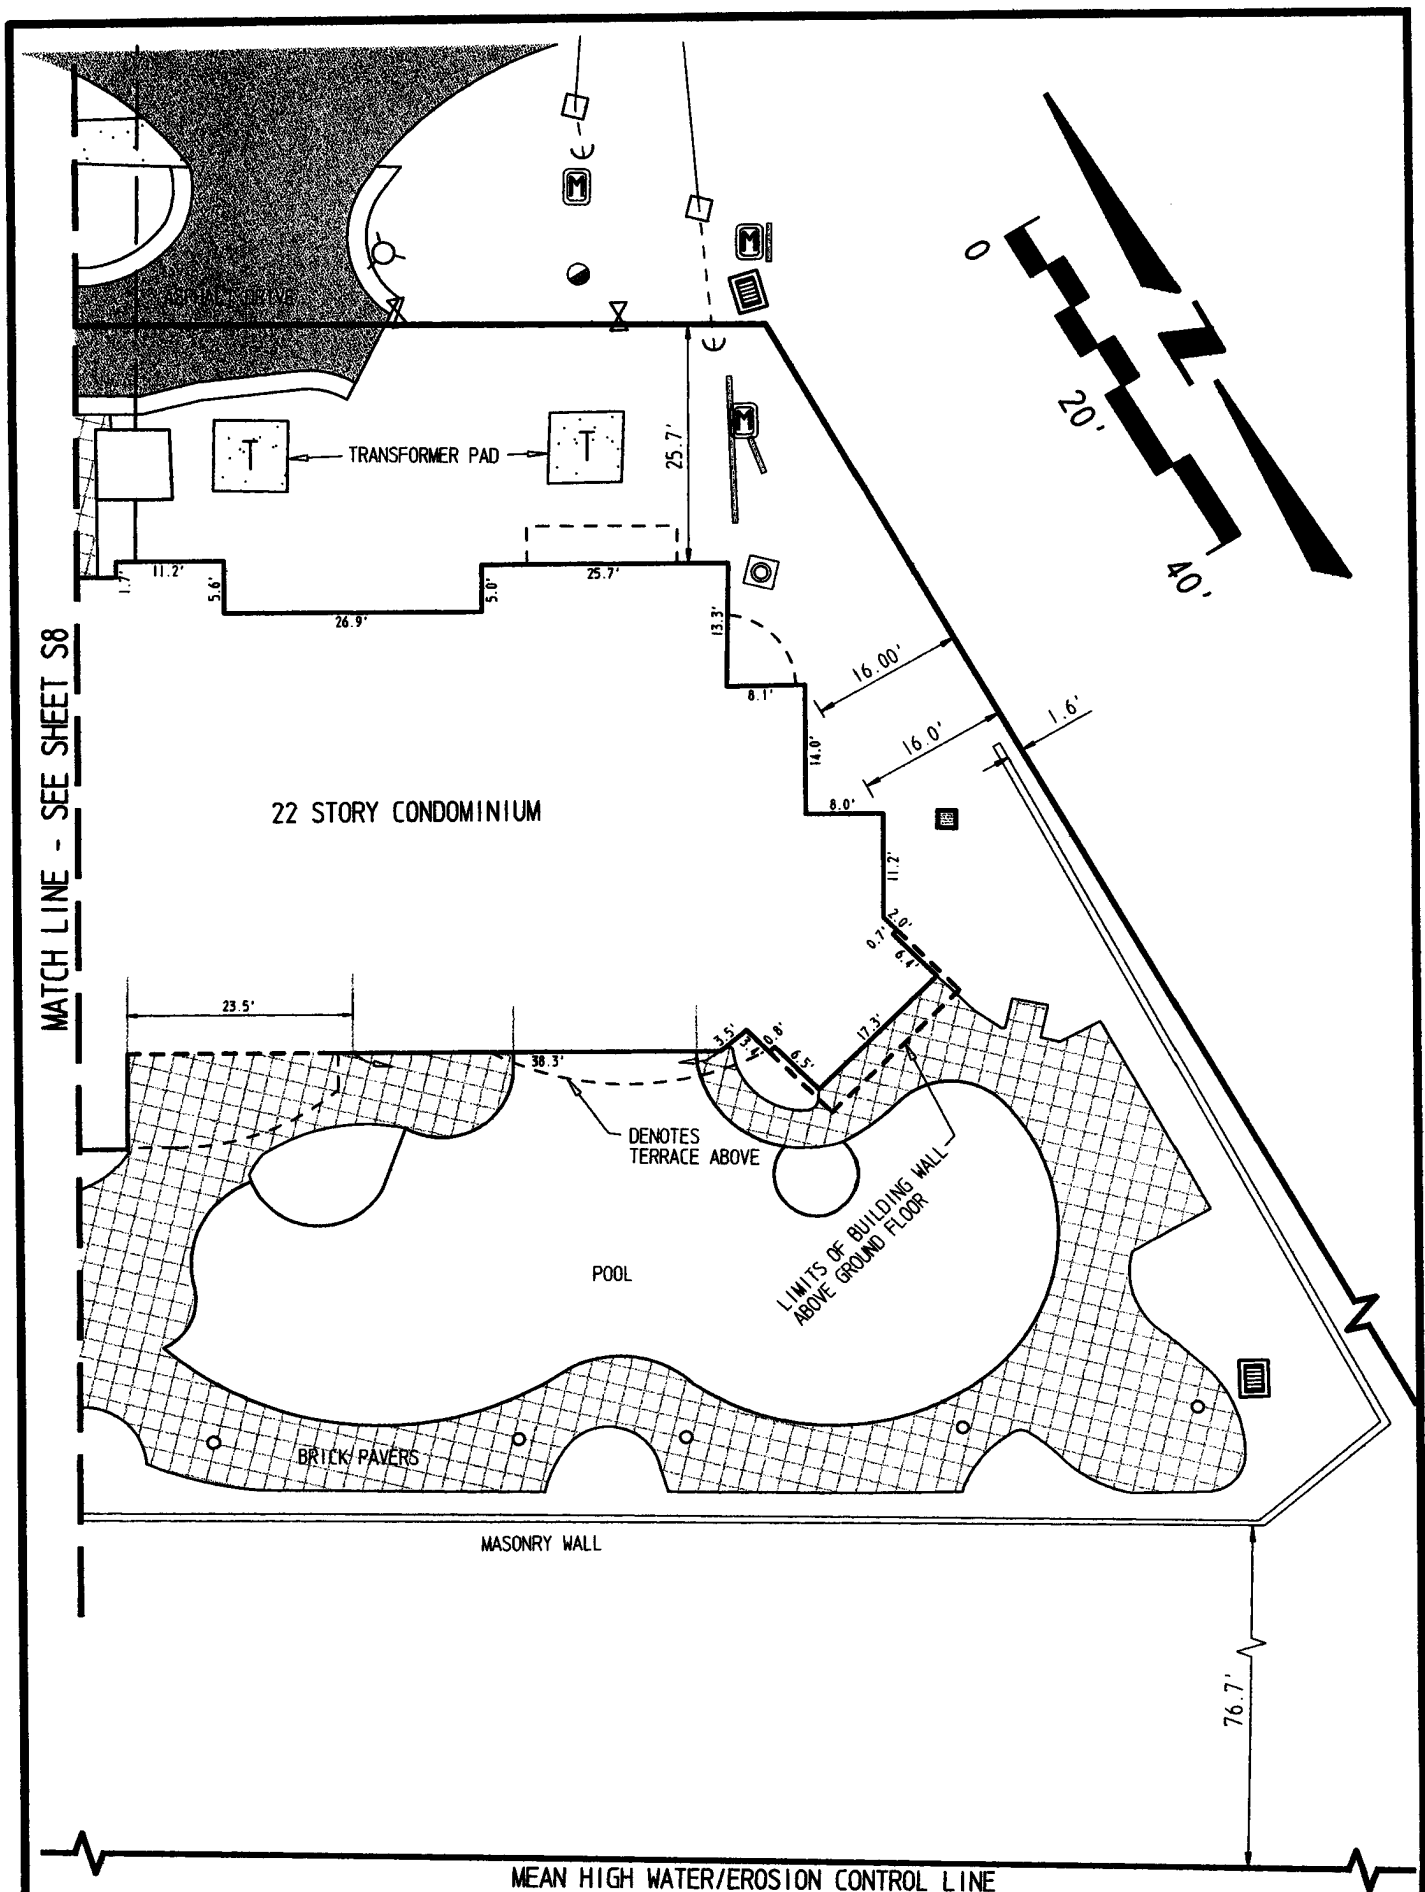 M
M
0
ASPHALT DRIVE
N
20'
M
T
TRANSFORMER PAD
T
25.7'
40'
1.7'
11.2'
5.6'
5.0'
25.7'
26.9'
13.3'
MATCH LINE - SEE SHEET S8
16.00'
8.1'
1.6'
16.0'
14.0'
22 STORY CONDOMINIUM
8.0'
11.2'
2.0'
0.7'
6.4'
23.5'
17.3'
3.5'
0.8'
6.5'
38.3'
DENOTES
TERRACE ABOVE
LIMITS OF BUILDING WALL
ABOVE GROUND FLOOR
POOL
BRICK PAVERS
MASONRY WALL
76.7'
MEAN HIGH WATER/EROSION CONTROL LINE